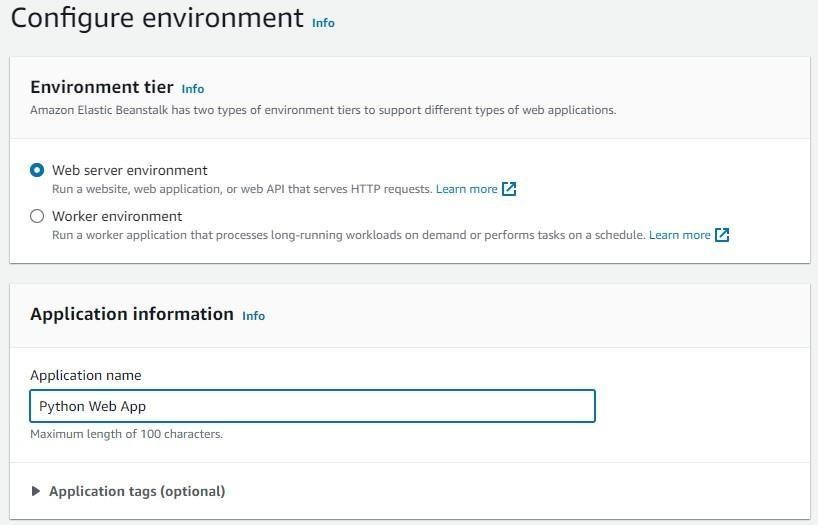 Configure environment Info
Environment tier Info
Amazon Elastic Beanstalk has two types of environment tiers to support different types of web applications.
Web server environment
Run a website, web application, or web API that serves HTTP requests. Learn more
Worker environment
Run a worker application that processes long-running workloads on demand or performs tasks on a schedule. Learn more
Application information Info
Application name
Python Web App
Maximum length of 100 characters.
Application tags (optional)